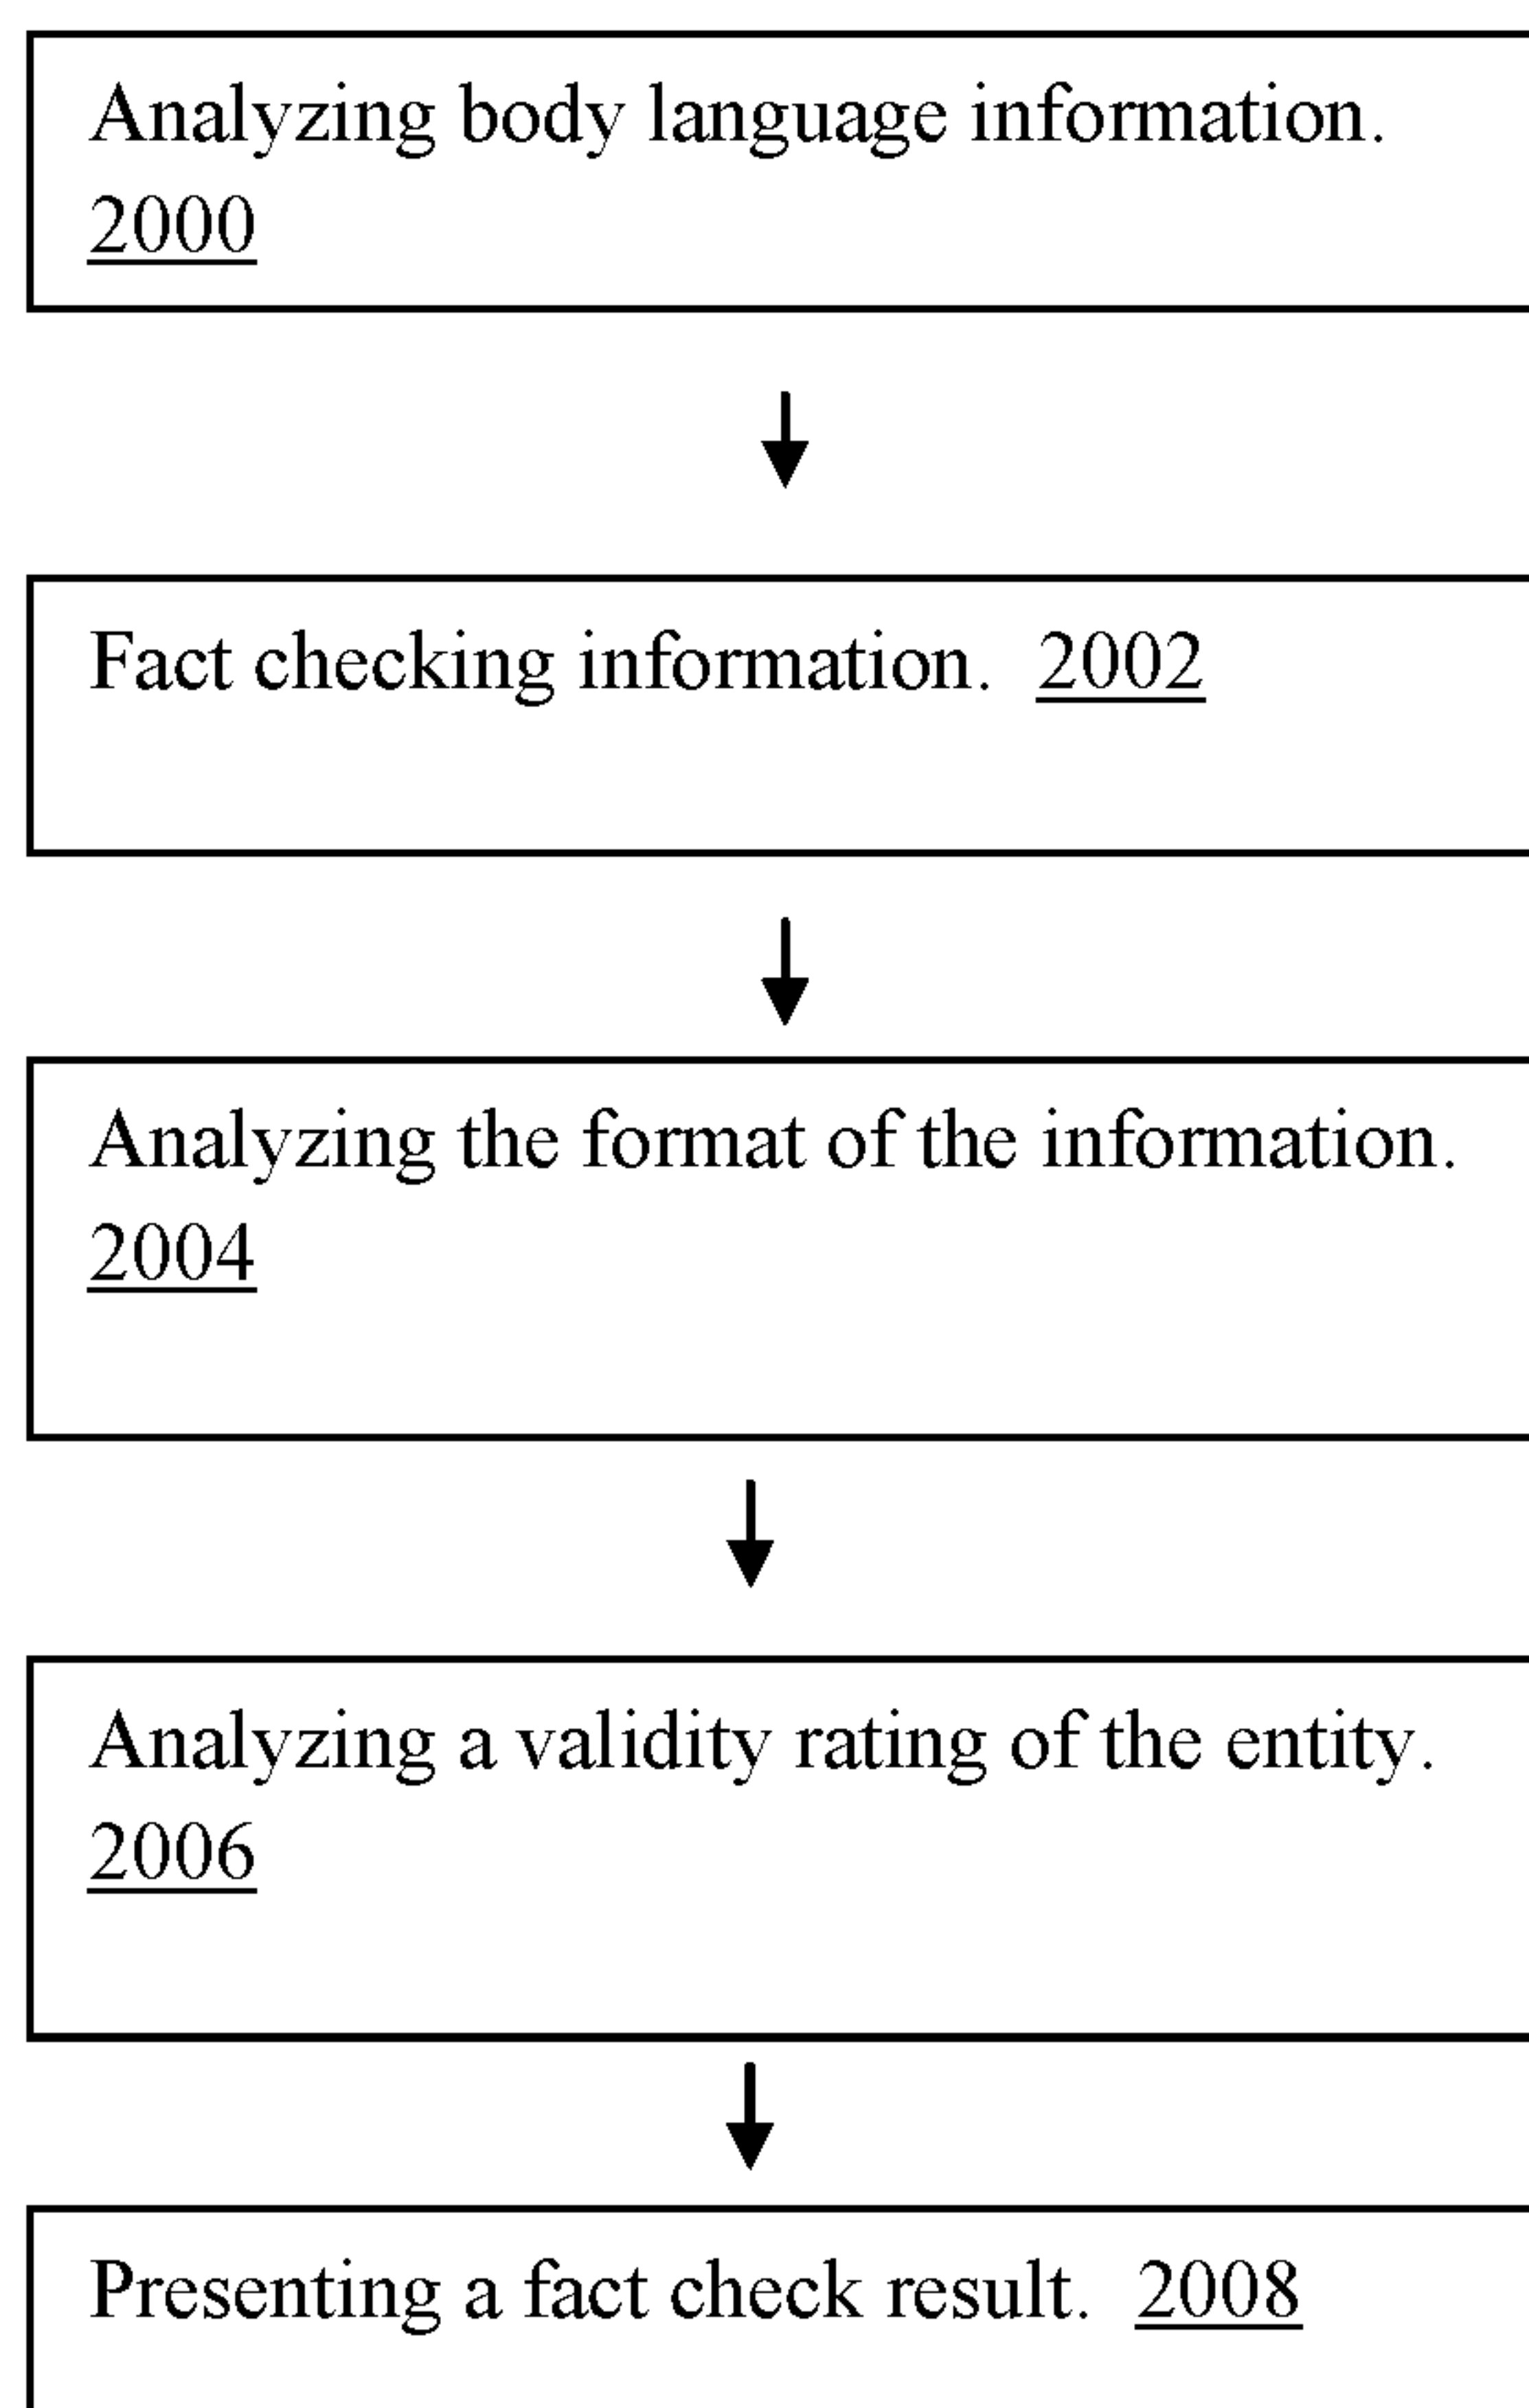 Analyzing body language information.
2000
Fact checking information. 2002
Analyzing the format of the information.
2004
Analyzing a validity rating of the entity.
2006
Presenting a fact check result. 2008